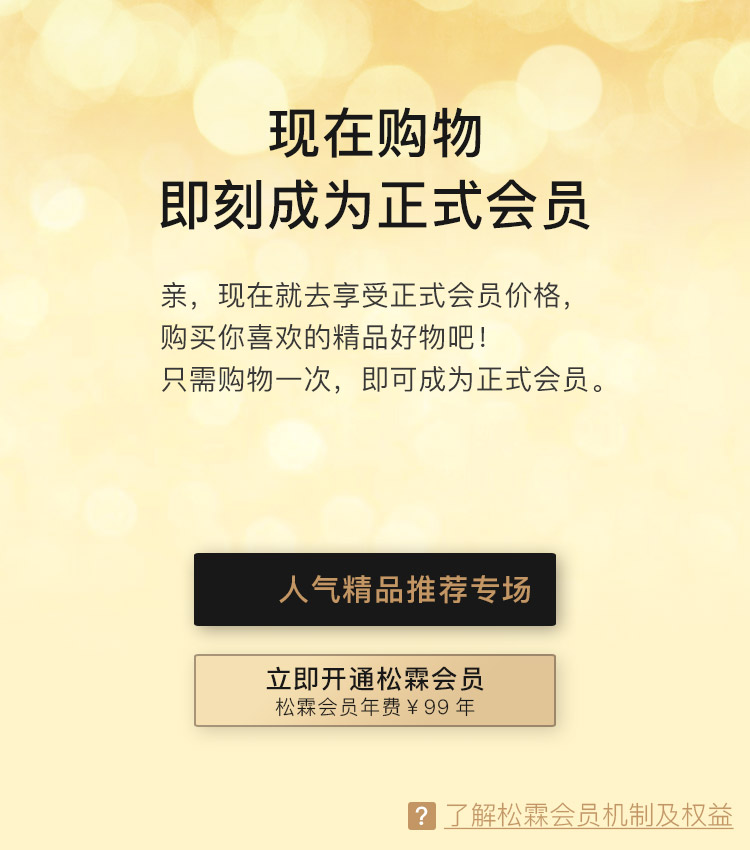 现在购物
即刻成为正式会员
亲，现在就去享受正式会员价格，
购买你喜欢的精品好物吧！
只需购物一次，即可成为正式会员。
人气精品推荐专场
立即开通松霖会员
松霖会员年费￥99 年
? 了解松霖会员机制及权益